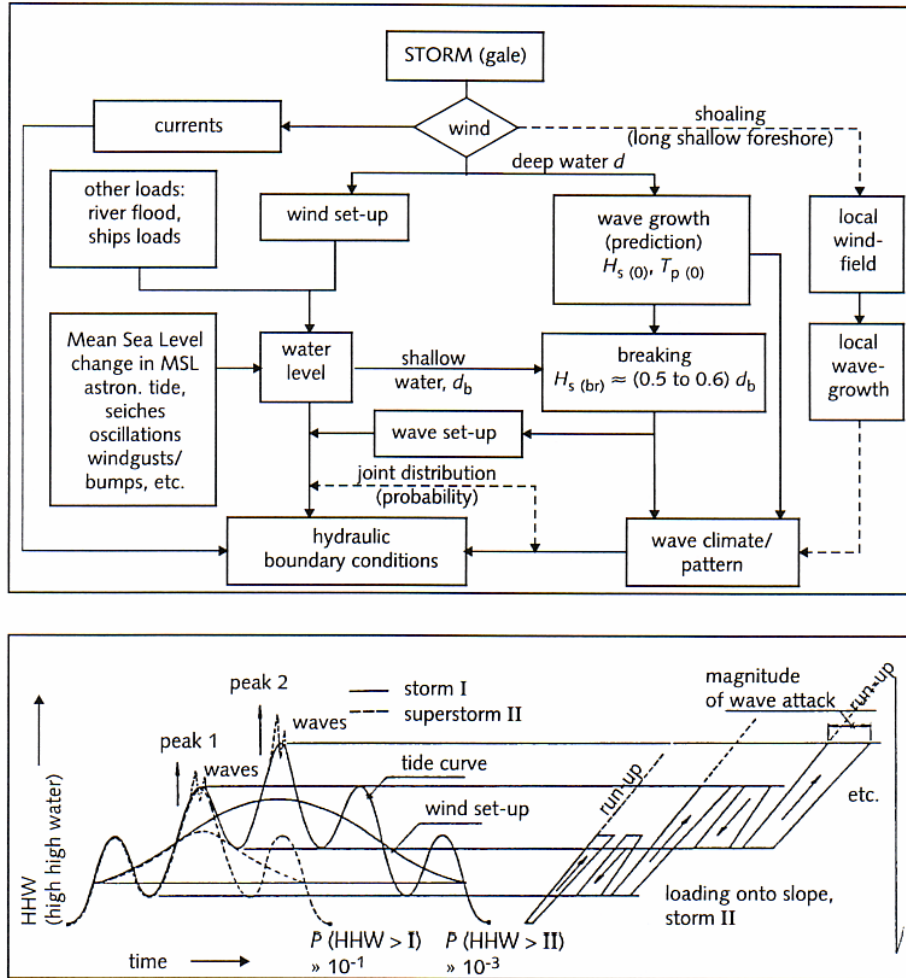 STORM (gale)
currents
wind
shoaling
(long shallow foreshore)
deep water d
other loads:
river flood,
ships loads
wind set-up
wave growth
(prediction)
H s (0), T p (0)
local
wind-
field
Mean Sea Level
change in MSL
astron. tide,
seiches
oscillations
windgusts/
bumps, etc.
water
level
shallow
water, d b
breaking
H s (br) ≈ (0.5 to 0.6) d b
local
wave-
growth
wave set-up
joint distribution
(probability)
hydraulic
boundary conditions
wave climate/
pattern
HHW
(high high water)
peak 2
storm I
superstorm II
waves
peak 1
waves
tide curve
wind set-up
magnitude
of wave attack
run-up
run-up
etc.
loading onto slope,
storm II
P (HHW > I)
» 10-1
P (HHW > II)
» 10-3
time